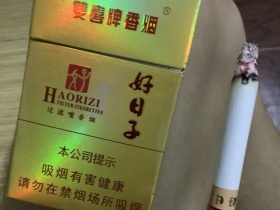 雙喜牌香烟®
好日子
HAORIZI
FILTER CIGARETTES
过滤嘴香烟
本公司提示
吸烟有害健康
请勿在禁烟场所吸烟